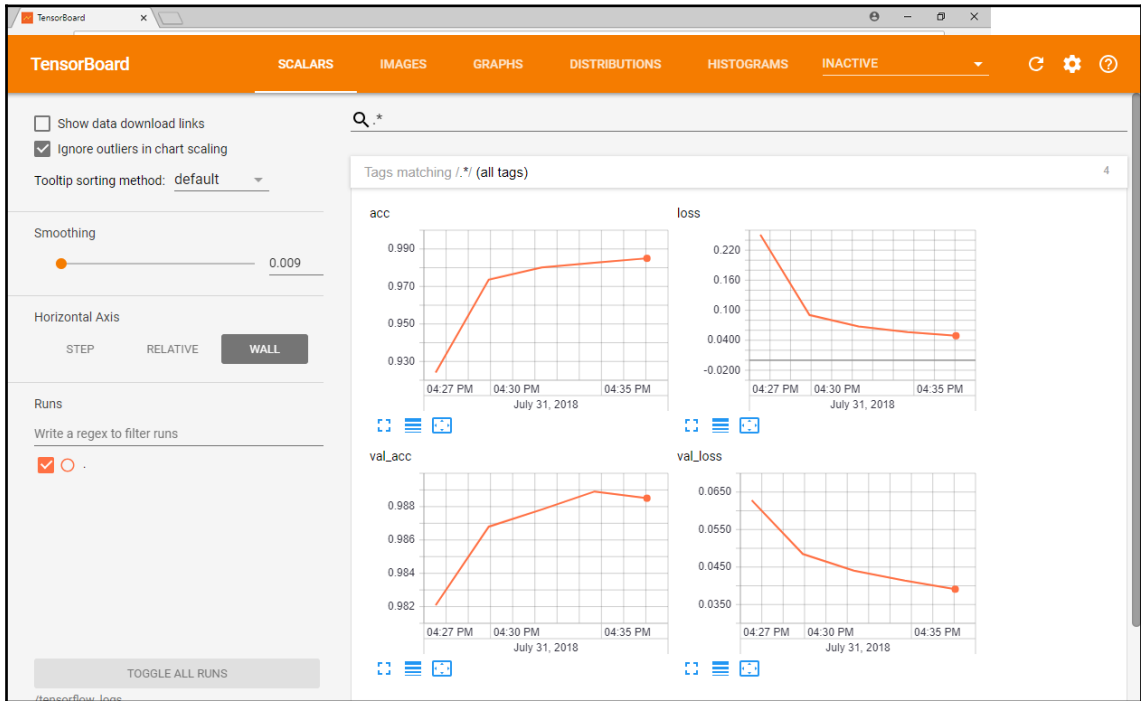 TensorBoard
TensorBoard SCALARS IMAGES GRAPHS DISTRIBUTIONS HISTOGRAMS INACTIVE
Show data download links
Ignore outliers in chart scaling
Tooltip sorting method: default
Smoothing
0.009
Horizontal Axis
STEP RELATIVE WALL
Runs
Write a regex to filter runs
.
TOGGLE ALL RUNS
/tensorflow_logs
.*
Tags matching /.*/ (all tags) 4
acc
0.990
0.970
0.950
0.930
04:27 PM 04:30 PM 04:35 PM
July 31, 2018
loss
0.220
0.160
0.100
0.0400
-0.0200
04:27 PM 04:30 PM 04:35 PM
July 31, 2018
val_acc
0.988
0.986
0.984
0.982
04:27 PM 04:30 PM 04:35 PM
July 31, 2018
val_loss
0.0650
0.0550
0.0450
0.0350
04:27 PM 04:30 PM 04:35 PM
July 31, 2018